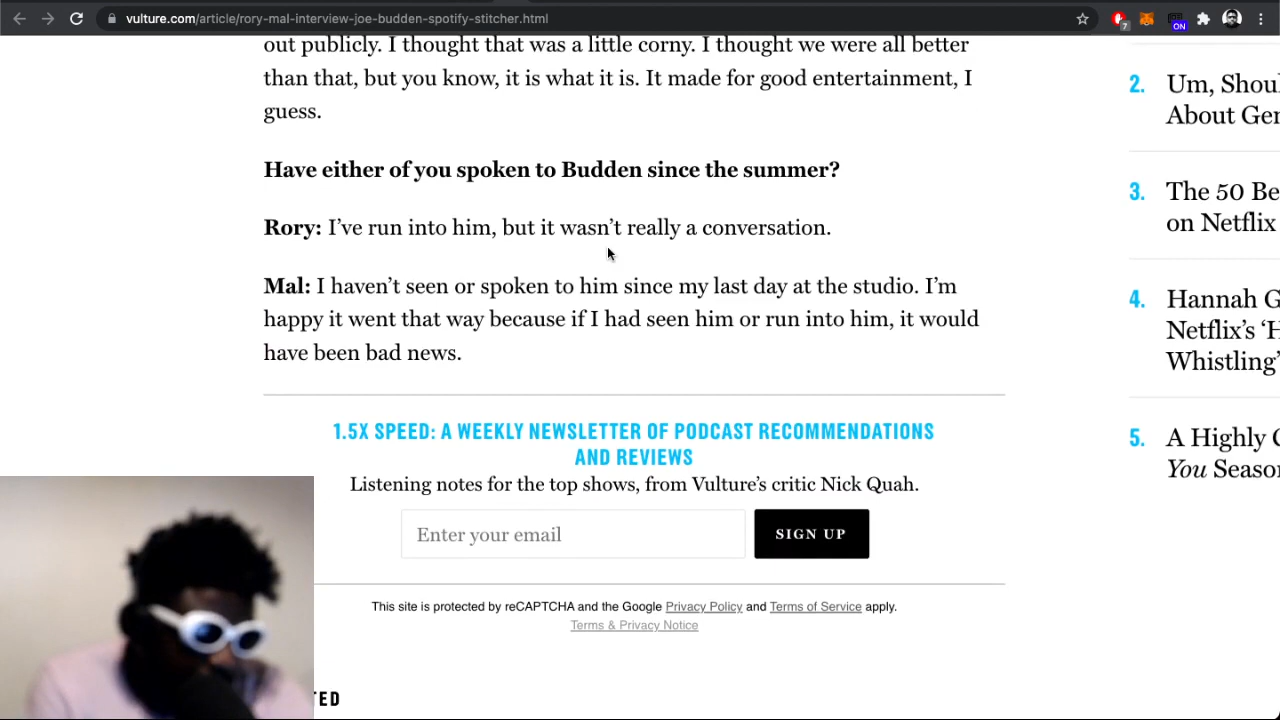 vulture.com/article/rory-mal-interview-joe-budden-spotify-stitcher.html
7
ON
out publicly. I thought that was a little corny. I thought we were all better
than that, but you know, it is what it is. It made for good entertainment, I
guess.
Have either of you spoken to Budden since the summer?
Rory: I’ve run into him, but it wasn’t really a conversation.
Mal: I haven’t seen or spoken to him since my last day at the studio. I’m
happy it went that way because if I had seen him or run into him, it would
have been bad news.
1.5X SPEED: A WEEKLY NEWSLETTER OF PODCAST RECOMMENDATIONS
AND REVIEWS
Listening notes for the top shows, from Vulture’s critic Nick Quah.
Enter your email
SIGN UP
This site is protected by reCAPTCHA and the Google Privacy Policy and Terms of Service apply.
Terms & Privacy Notice
TED
2. Um, Shoul
About Ge
3. The 50 Be
on Netflix
4. Hannah G
Netflix’s ‘H
Whistling’
5. A Highly C
You Seaso